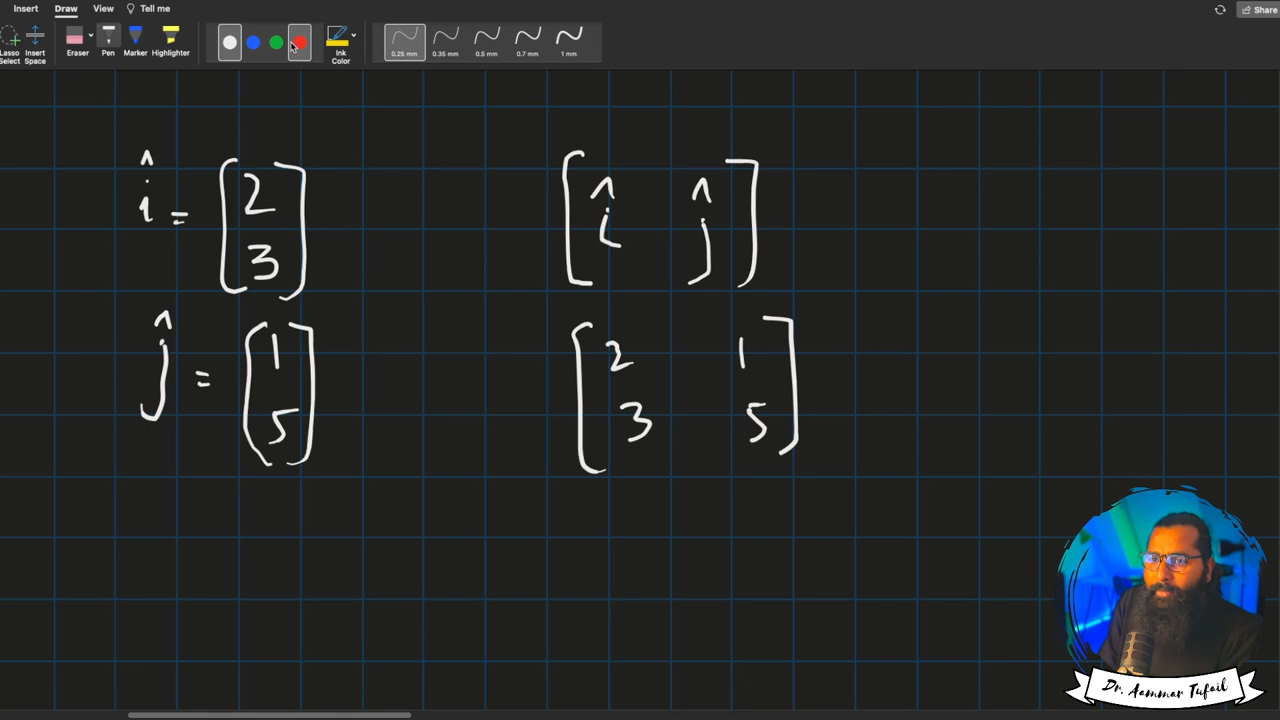 Insert Draw View Tell me Share
Lasso Select
Insert Space
Eraser
Pen
Marker
Highlighter
Ink Color
0.25 mm
0.35 mm
0.5 mm
0.7 mm
1 mm
î = [2 3]
ĵ = [1 5]
[î ĵ]
[2 1
3 5]
Dr. Aammar Tufail